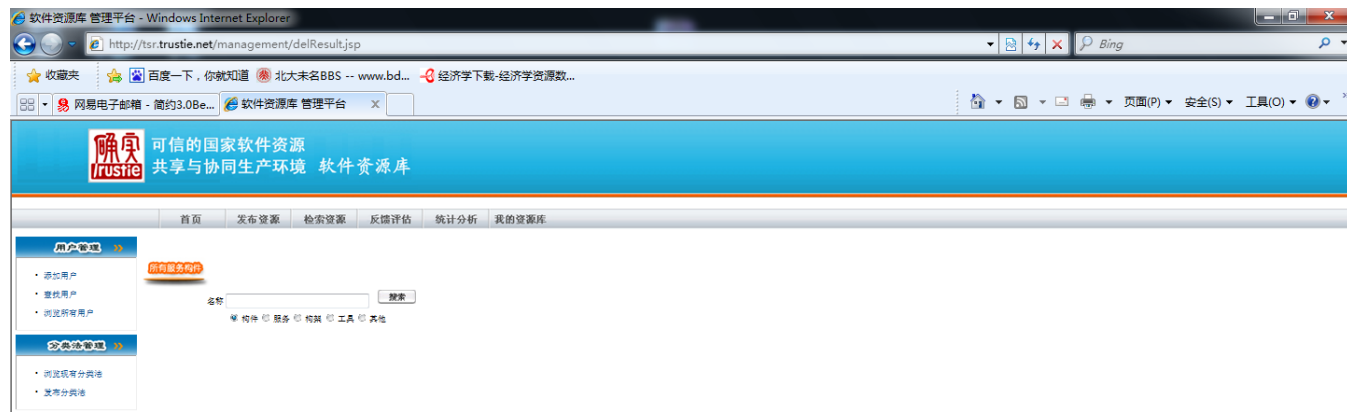 软件资源库 管理平台 - Windows Internet Explorer
http://tsr.trustie.net/management/delResult.jsp
Bing
收藏夹 百度一下，你就知道 北大未名BBS -- www.bd... 经济学下载-经济学资源数...
网易电子邮箱 - 简约3.0Be... 软件资源库 管理平台 X
页面(P) 安全(S) 工具(O)
确实 Trustie
可信的国家软件资源
共享与协同生产环境 软件资源库
首页 发布资源 检索资源 反馈评估 统计分析 我的资源库
用户管理
添加用户
查找用户
浏览所有用户
分类法管理
浏览现有分类法
发布分类法
所有服务构件
名称 搜索
构件 服务 构架 工具 其他